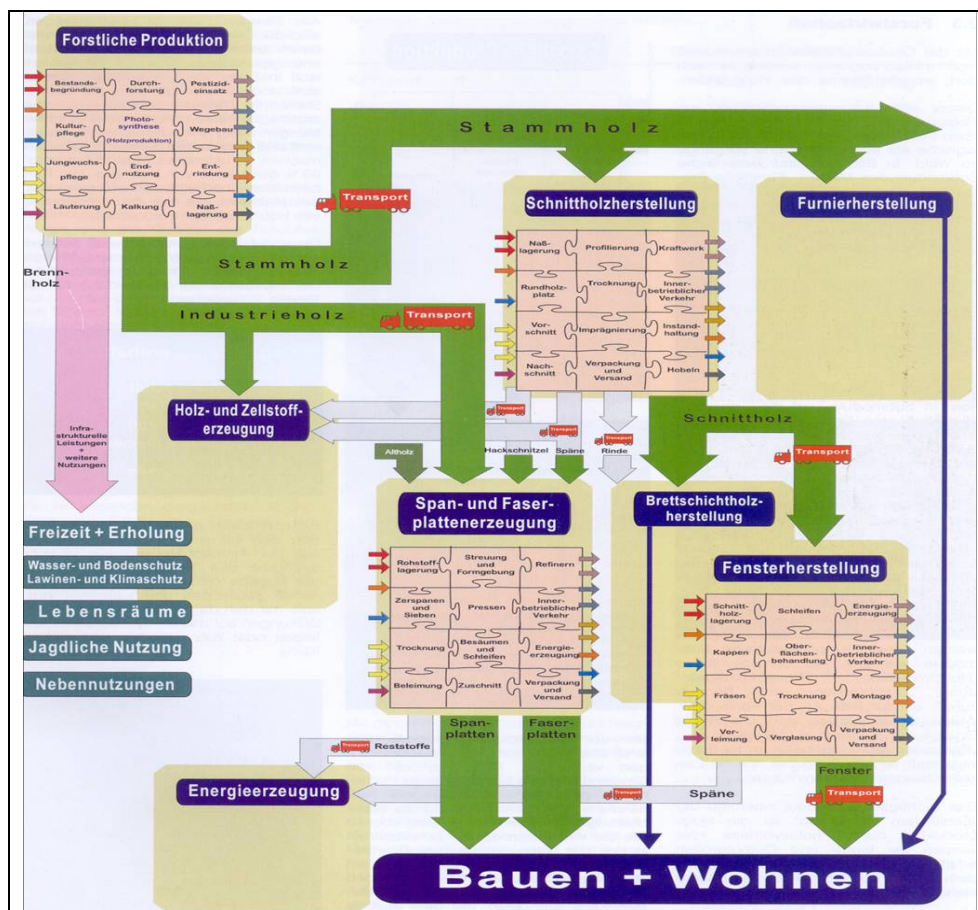 Forstliche Produktion
Bestands-
begründung
Durch-
forstung
Pestizid-
einsatz
Kultur-
pflege
Photo-
synthese
(Holzproduktion)
Wegebau
Jungwuchs-
pflege
End-
nutzung
Ent-
rindung
Läuterung
Kalkung
Naß-
lagerung
Stammholz
Transport
Stammholz
Brenn-
holz
Industrieholz
Transport
Schnittholzherstellung
Naß-
lagerung
Profilierung
Kraftwerk
Rundholz-
platz
Trocknung
Inner-
betrieblicher
Verkehr
Vor-
schnitt
Imprägnierung
Instand-
haltung
Nach-
schnitt
Verpackung
und
Versand
Hobeln
Furnierherstellung
Holz- und Zellstoff-
erzeugung
Transport
Transport
Transport
Altholz
Hackschnitzel
Späne
Rinde
Schnittholz
Transport
Infra-
strukturelle
Leistungen
+
weitere
Nutzungen
Freizeit + Erholung
Wasser- und Bodenschutz
Lawinen- und Klimaschutz
Lebensräume
Jagdliche Nutzung
Nebennutzungen
Span- und Faser-
plattenerzeugung
Rohstoff-
lagerung
Streuung
und
Formgebung
Refinern
Zerspanen
und
Sieben
Pressen
Inner-
betrieblicher
Verkehr
Trocknung
Besäumen
und
Schleifen
Energie-
erzeugung
Beleimung
Zuschnitt
Verpackung
und
Versand
Brettschichtholz-
herstellung
Fensterherstellung
Schnitt-
holz-
lagerung
Schleifen
Energie-
erzeugung
Kappen
Ober-
flächen-
behandlung
Inner-
betrieblicher
Verkehr
Fräsen
Trocknung
Montage
Ver-
leimung
Verglasung
Verpackung
und
Versand
Span-
platten
Faser-
platten
Transport
Reststoffe
Energieerzeugung
Transport
Späne
Fenster
Transport
Bauen + Wohnen